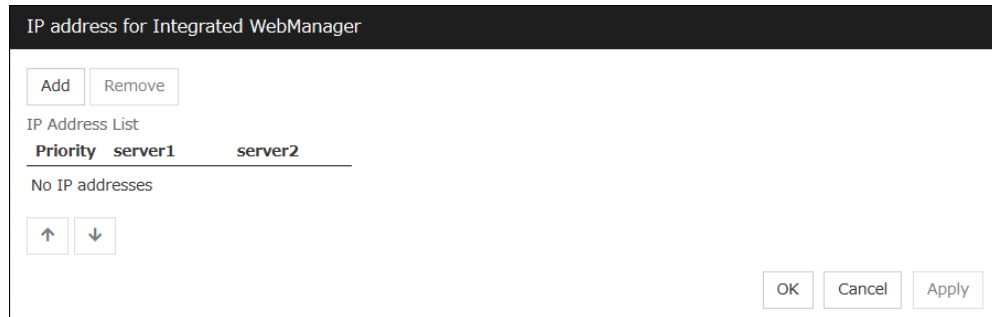 IP address for Integrated WebManager
Add Remove
IP Address List
Priority server1 server2
No IP addresses
OK Cancel Apply